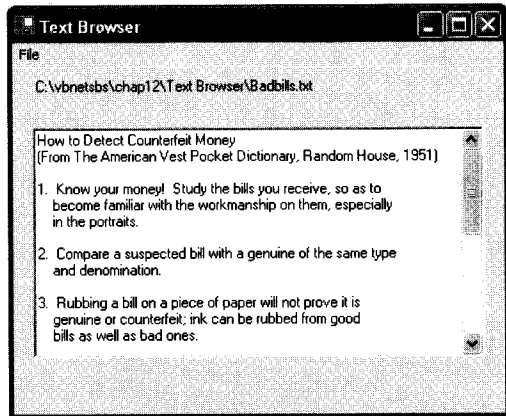 Text Browser
File
C:\vbnetsbs\chap12\Text Browser\Badbills.txt
How to Detect Counterfeit Money
(From The American Vest Pocket Dictionary, Random House, 1951)
1. Know your money! Study the bills you receive, so as to
become familiar with the workmanship on them, especially
in the portraits.
2. Compare a suspected bill with a genuine of the same type
and denomination.
3. Rubbing a bill on a piece of paper will not prove it is
genuine or counterfeit; ink can be rubbed from good
bills as well as bad ones.